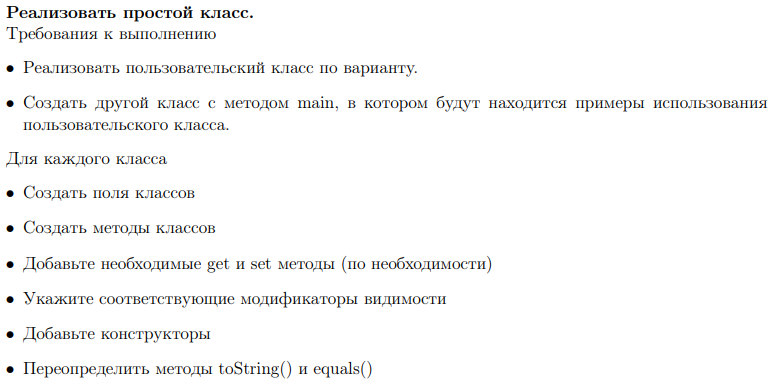 Реализовать простой класс.
Требования к выполнению
• Реализовать пользовательский класс по варианту.
• Создать другой класс с методом main, в котором будут находится примеры использования
пользовательского класса.
Для каждого класса
• Создать поля классов
• Создать методы классов
• Добавьте необходимые get и set методы (по необходимости)
• Укажите соответствующие модификаторы видимости
• Добавьте конструкторы
• Переопределить методы toString() и equals()